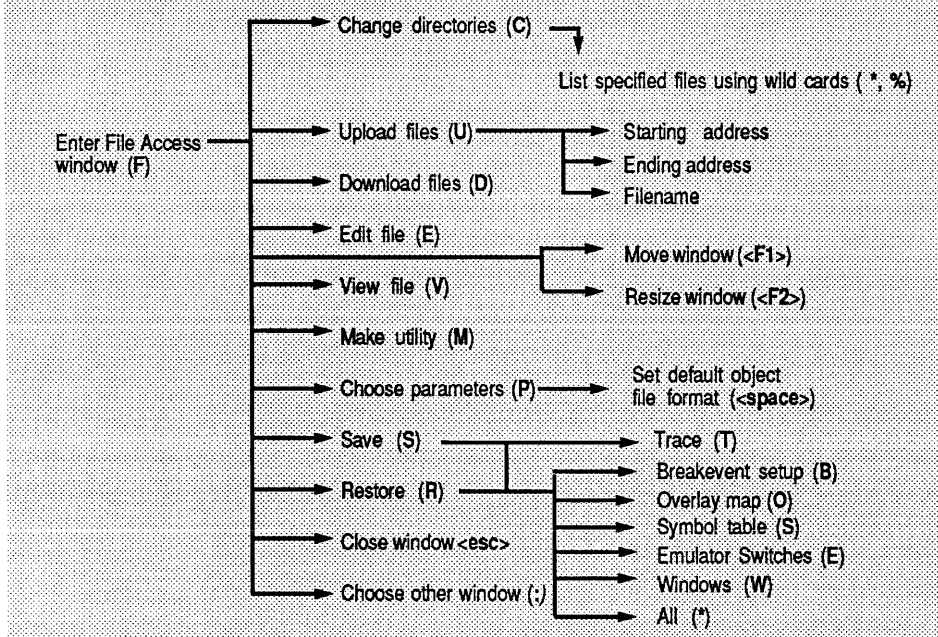 Change directories (C)
List specified files using wild cards ( *, %)
Enter File Access
window (F)
Upload files (U)
Starting address
Ending address
Filename
Download files (D)
Edit file (E)
Move window (<F1>)
View file (V)
Resize window (<F2>)
Make utility (M)
Choose parameters (P)
Set default object
file format (<space>)
Save (S)
Trace (T)
Restore (R)
Breakevent setup (B)
Overlay map (O)
Symbol table (S)
Emulator Switches (E)
Windows (W)
All (*)
Close window <esc>
Choose other window (:)